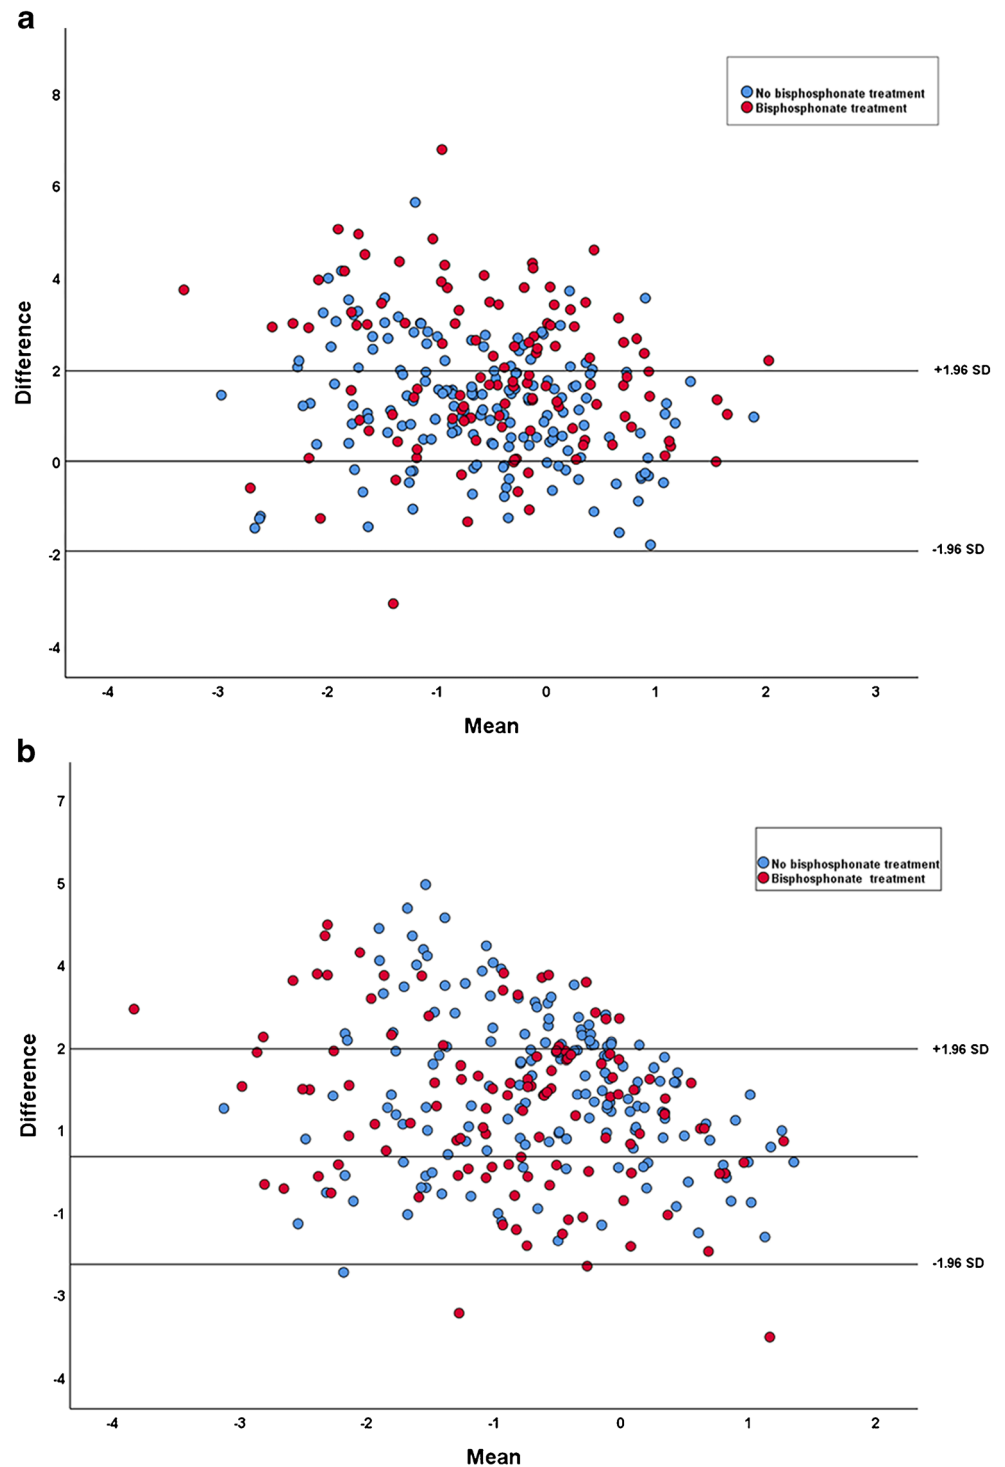 a
8
No bisphosphonate treatment
Bisphosphonate treatment
6
4
Difference
2
+1.96 SD
0
-2
-1.96 SD
-4
-4 -3 -2 -1 0 1 2 3
Mean
b
7
No bisphosphonate treatment
Bisphosphonate treatment
5
4
Difference
2
+1.96 SD
1
-1
-1.96 SD
-3
-4
-4 -3 -2 -1 0 1 2
Mean